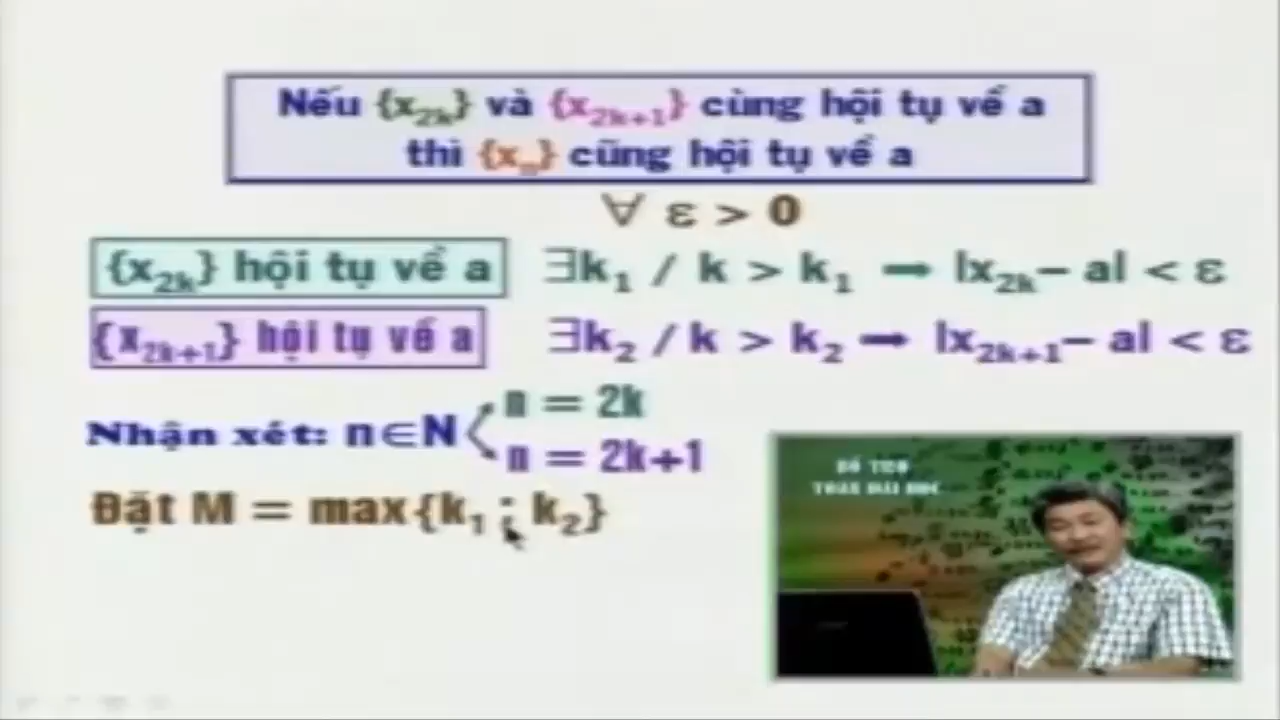 Nếu {x₂ₖ} và {x₂ₖ₊₁} cùng hội tụ về a
thì {xₙ} cũng hội tụ về a
∀ ε > 0
{x₂ₖ} hội tụ về a ∃k₁ / k > k₁ ➡ |x₂ₖ– a| < ε
{x₂ₖ₊₁} hội tụ về a ∃k₂ / k > k₂ ➡ |x₂ₖ₊₁– a| < ε
n = 2k
Nhận xét: n∈N
n = 2k+1
Đặt M = max{k₁ ; k₂}